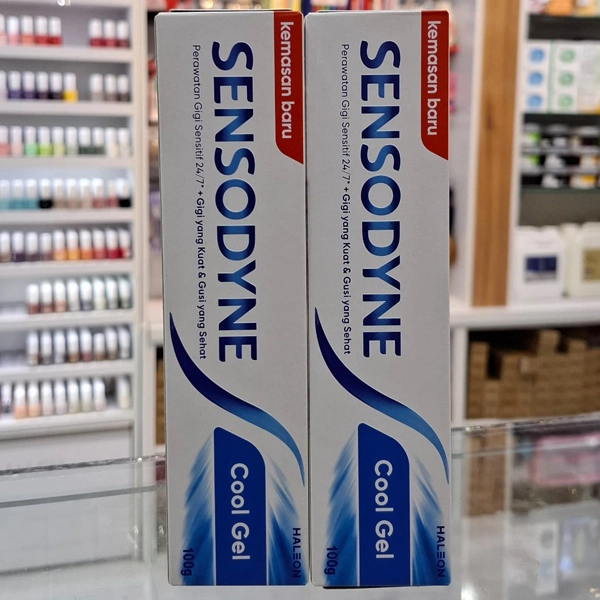 kemasan baru
SENSODYNE
Perawatan Gigi Sensitif 24/7* + Gigi yang Kuat & Gusi yang Sehat
Cool Gel
HALEON
100g
kemasan baru
SENSODYNE
Perawatan Gigi Sensitif 24/7* + Gigi yang Kuat & Gusi yang Sehat
Cool Gel
HALEON
100g